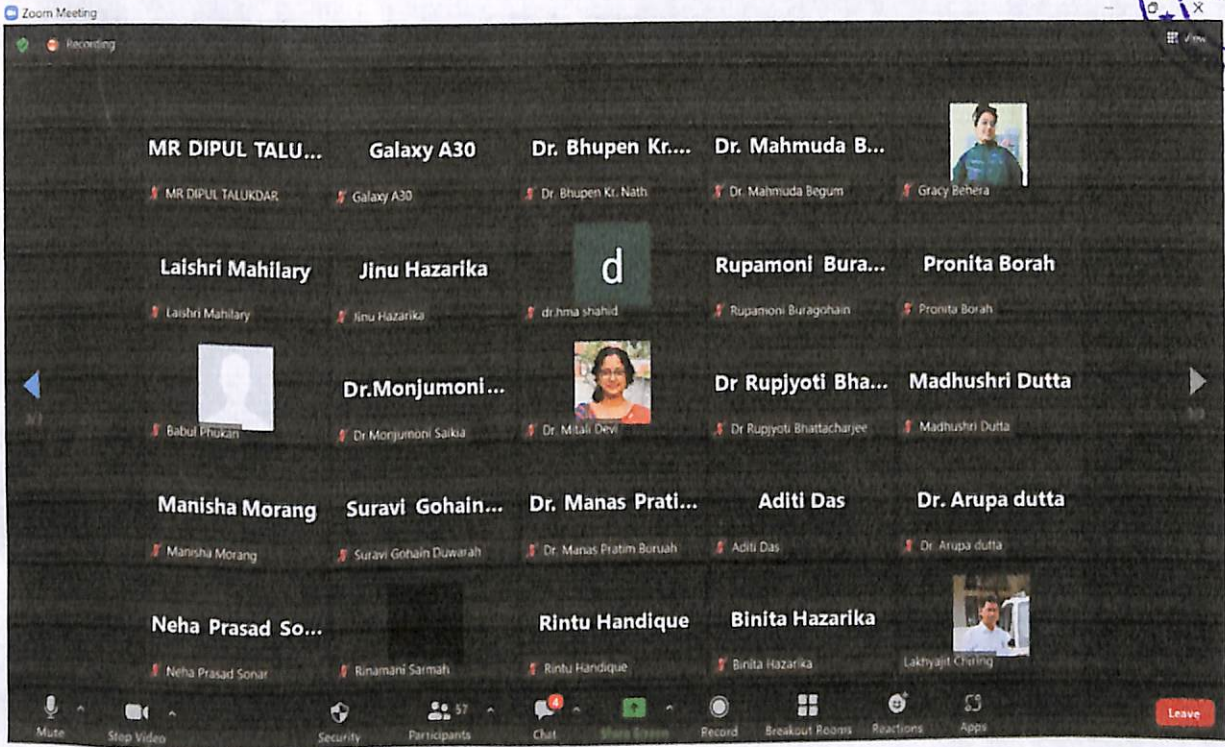 Zoom Meeting
Recording
View
MR DIPUL TALU... Galaxy A30 Dr. Bhupen Kr.... Dr. Mahmuda B...
MR DIPUL TALUKDAR Galaxy A30 Dr. Bhupen Kr. Nath Dr. Mahmuda Begum Gracy Behera
Laishri Mahilary Jinu Hazarika d Rupamoni Bura... Pronita Borah
Laishri Mahilary Jinu Hazarika dr.hma shahid Rupamoni Buragohain Pronita Borah
Dr.Monjumoni... Dr Rupjyoti Bha... Madhushri Dutta
Babul Phukan Dr.Monjumoni Saikia Dr. Mitali Devi Dr Rupjyoti Bhattacharjee Madhushri Dutta
Manisha Morang Suravi Gohain... Dr. Manas Prati... Aditi Das Dr. Arupa dutta
Manisha Morang Suravi Gohain Duwarah Dr. Manas Pratim Buruah Aditi Das Dr. Arupa dutta
Neha Prasad So... Rintu Handique Binita Hazarika
Neha Prasad Sonar Rinamani Sarmah Rintu Handique Binita Hazarika Lakhyajit Chiring
57 4
Mute Stop Video Security Participants Chat Share Screen Record Breakout Rooms Reactions Apps Leave